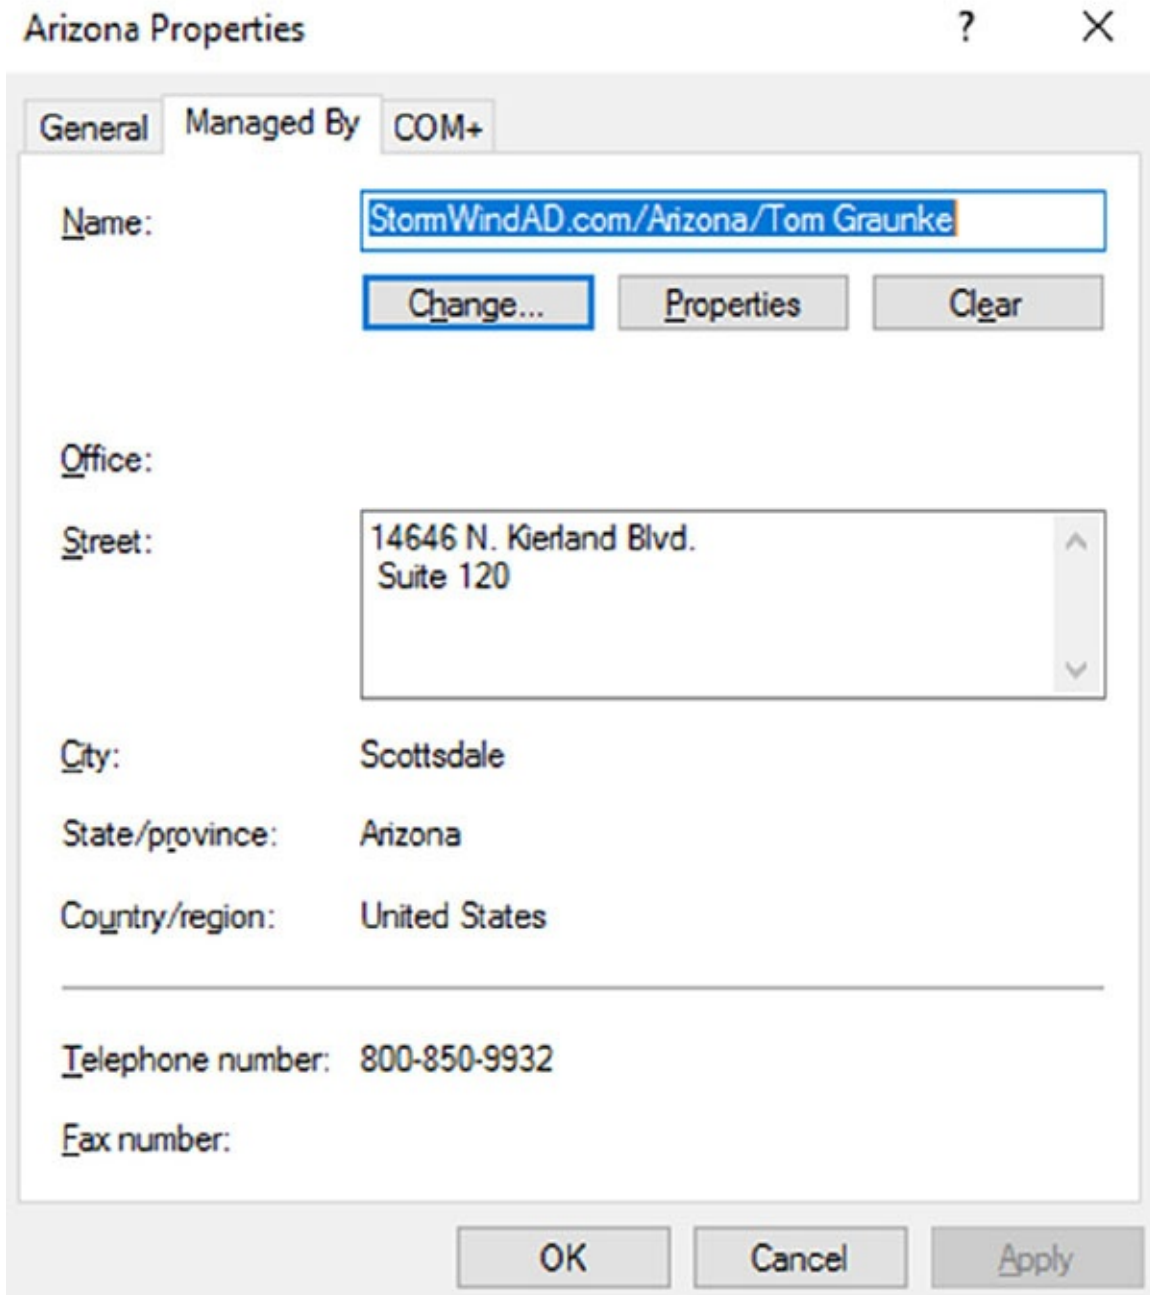 Arizona Properties ? X
General Managed By COM+
Name: StormWindAD.com/Arizona/Tom Graunke
Change... Properties Clear
Office:
Street: 14646 N. Kierland Blvd.
Suite 120
City: Scottsdale
State/province: Arizona
Country/region: United States
Telephone number: 800-850-9932
Fax number:
OK Cancel Apply